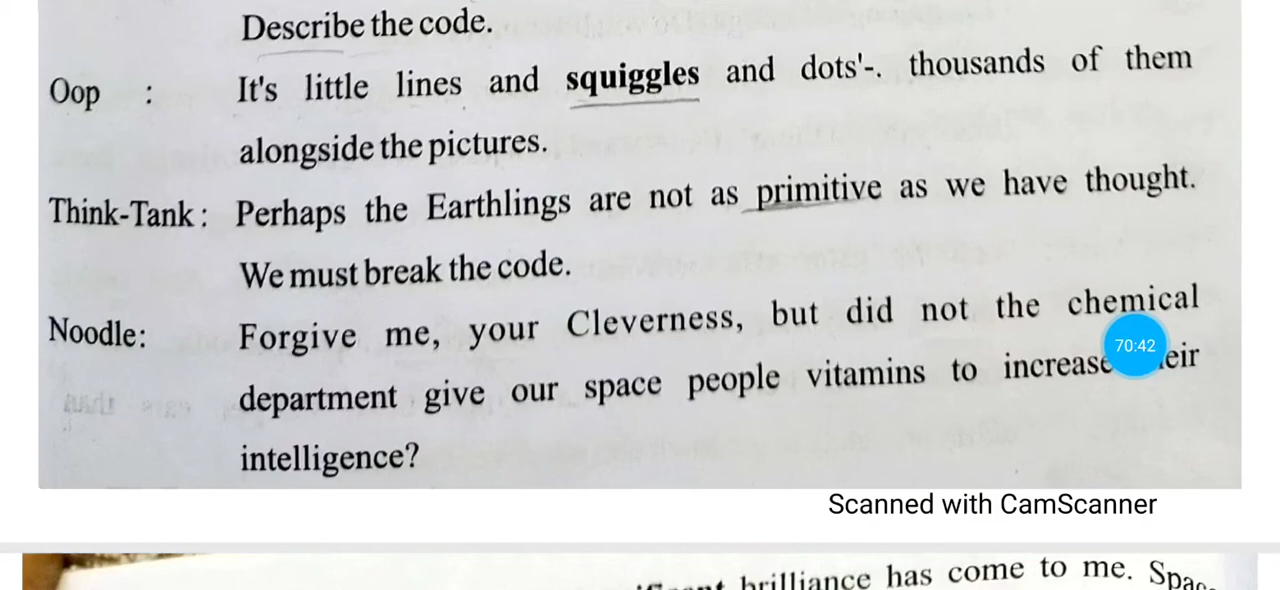 Describe the code.
Oop : It's little lines and squiggles and dots'-. thousands of them
alongside the pictures.
Think-Tank : Perhaps the Earthlings are not as primitive as we have thought.
We must break the code.
Noodle: Forgive me, your Cleverness, but did not the chemical
70:42
department give our space people vitamins to increase
intelligence?
Scanned with CamScanner
brilliance has come to me.